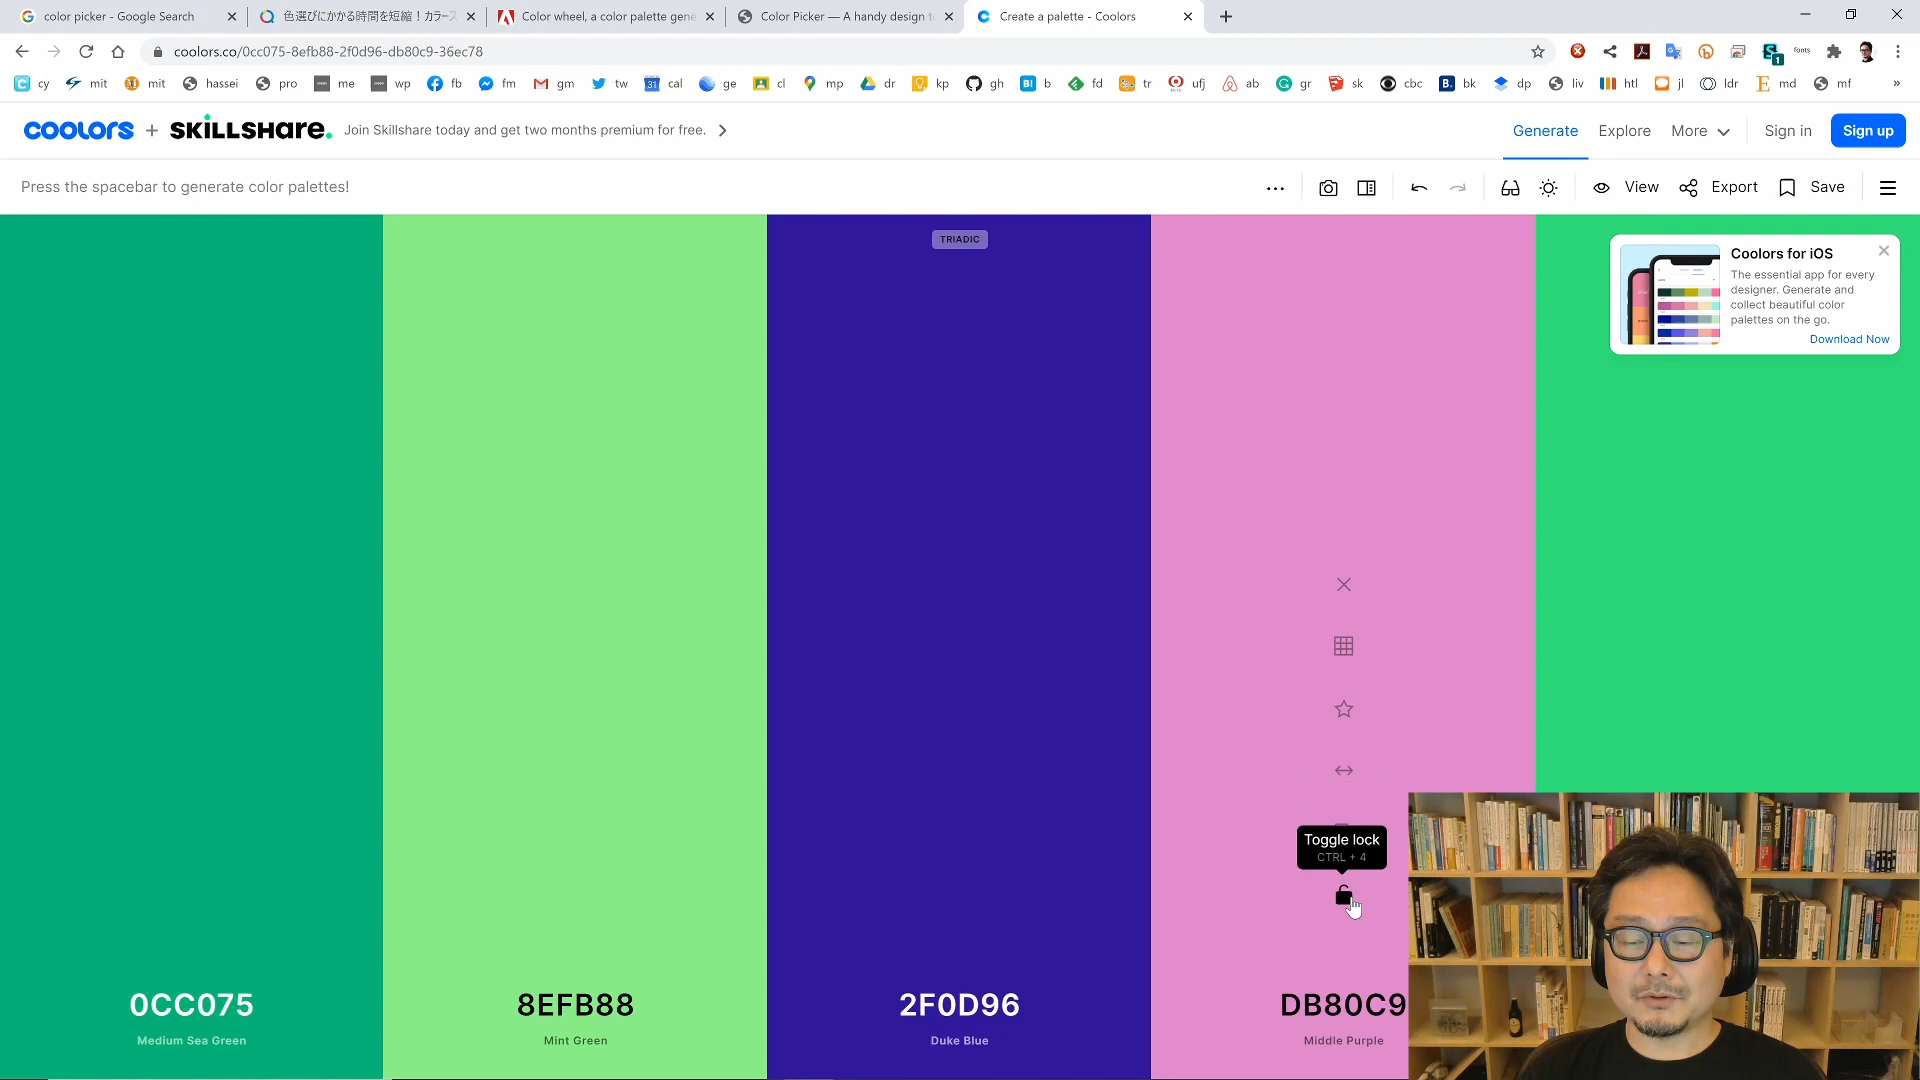 color picker - Google Search
色選びにかかる時間を短縮！カラース
Color wheel, a color palette gene
Color Picker — A handy design t
Create a palette - Coolors
coolors.co/0cc075-8efb88-2f0d96-db80c9-36ec78
fonts
1
cy mit mit hassei pro me wp fb fm gm tw cal ge cl mp dr kp gh b fd tr ufj ab gr sk cbc bk dp liv htl jl ldr md mf »
coolors + SKILLSHARE. Join Skillshare today and get two months premium for free.
Generate Explore More Sign in Sign up
Press the spacebar to generate color palettes!
View Export Save
TRIADIC
Coolors for iOS
The essential app for every
designer. Generate and
collect beautiful color
palettes on the go.
Download Now
Toggle lock
CTRL + 4
0CC075 8EFB88 2F0D96 DB80C9
Medium Sea Green Mint Green Duke Blue Middle Purple